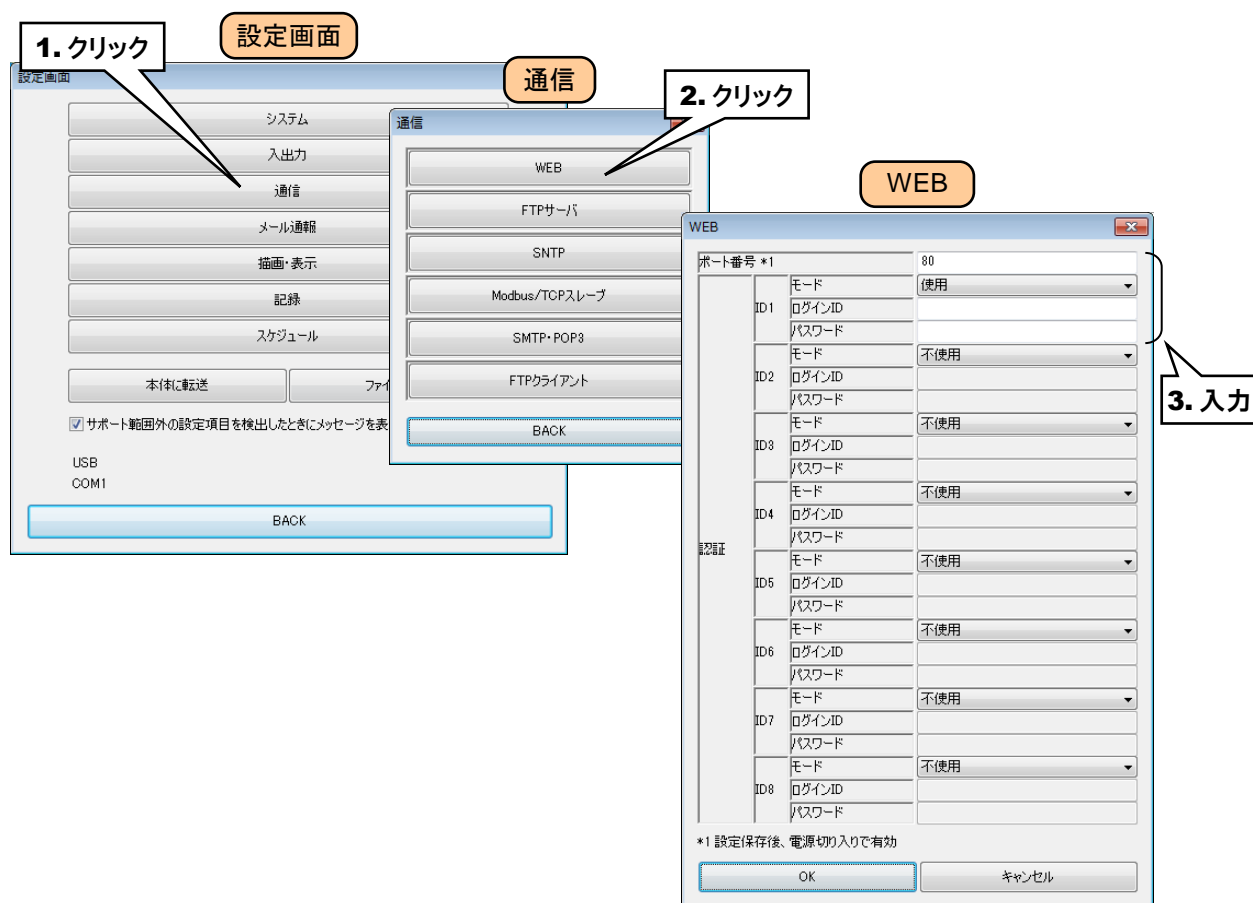 設定画面
1. クリック
設定画面
システム
入出力
通信
メール通報
描画・表示
記録
スケジュール
本体に転送
サポート範囲外の設定項目を検出したときにメッセージを表
USB
COM1
BACK
通信
2. クリック
通信
WEB
FTPサーバ
SNTP
Modbus/TCPスレーブ
SMTP・POP3
FTPクライアント
BACK
WEB
WEB
ポート番号 *1 80
認証
ID1 モード 使用
ログインID
パスワード
ID2 モード 不使用
ログインID
パスワード
ID3 モード 不使用
ログインID
パスワード
ID4 モード 不使用
ログインID
パスワード
ID5 モード 不使用
ログインID
パスワード
ID6 モード 不使用
ログインID
パスワード
ID7 モード 不使用
ログインID
パスワード
ID8 モード 不使用
ログインID
パスワード
*1 設定保存後、電源切り入りで有効
OK キャンセル
3. 入力